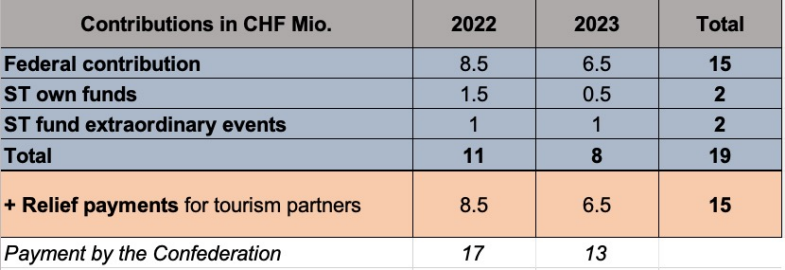 Contributions in CHF Mio. 2022 2023 Total
Federal contribution 8.5 6.5 15
ST own funds 1.5 0.5 2
ST fund extraordinary events 1 1 2
Total 11 8 19
+ Relief payments for tourism partners 8.5 6.5 15
Payment by the Confederation 17 13